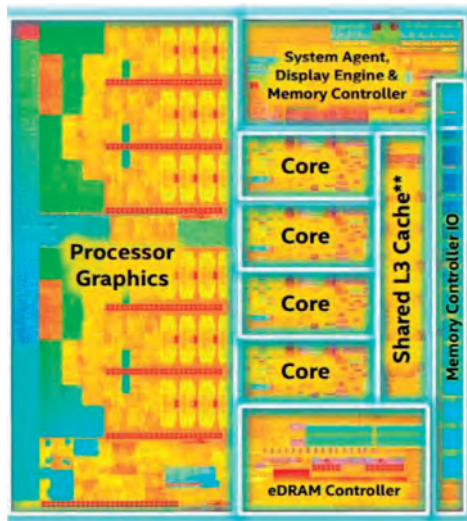 System Agent,
Display Engine &
Memory Controller
Core
Core
Core
Core
Processor
Graphics
Shared L3 Cache**
Memory Controller IO
eDRAM Controller